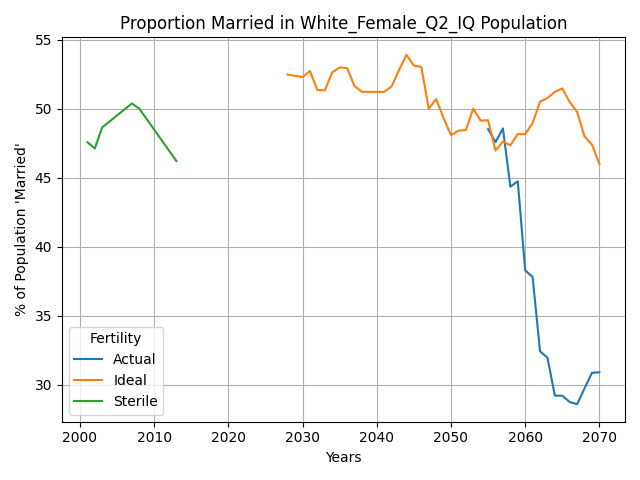 Proportion Married in White_Female_Q2_IQ Population
% of Population 'Married'
55
50
45
40
35
30
Fertility
Actual
Ideal
Sterile
2000 2010 2020 2030 2040 2050 2060 2070
Years